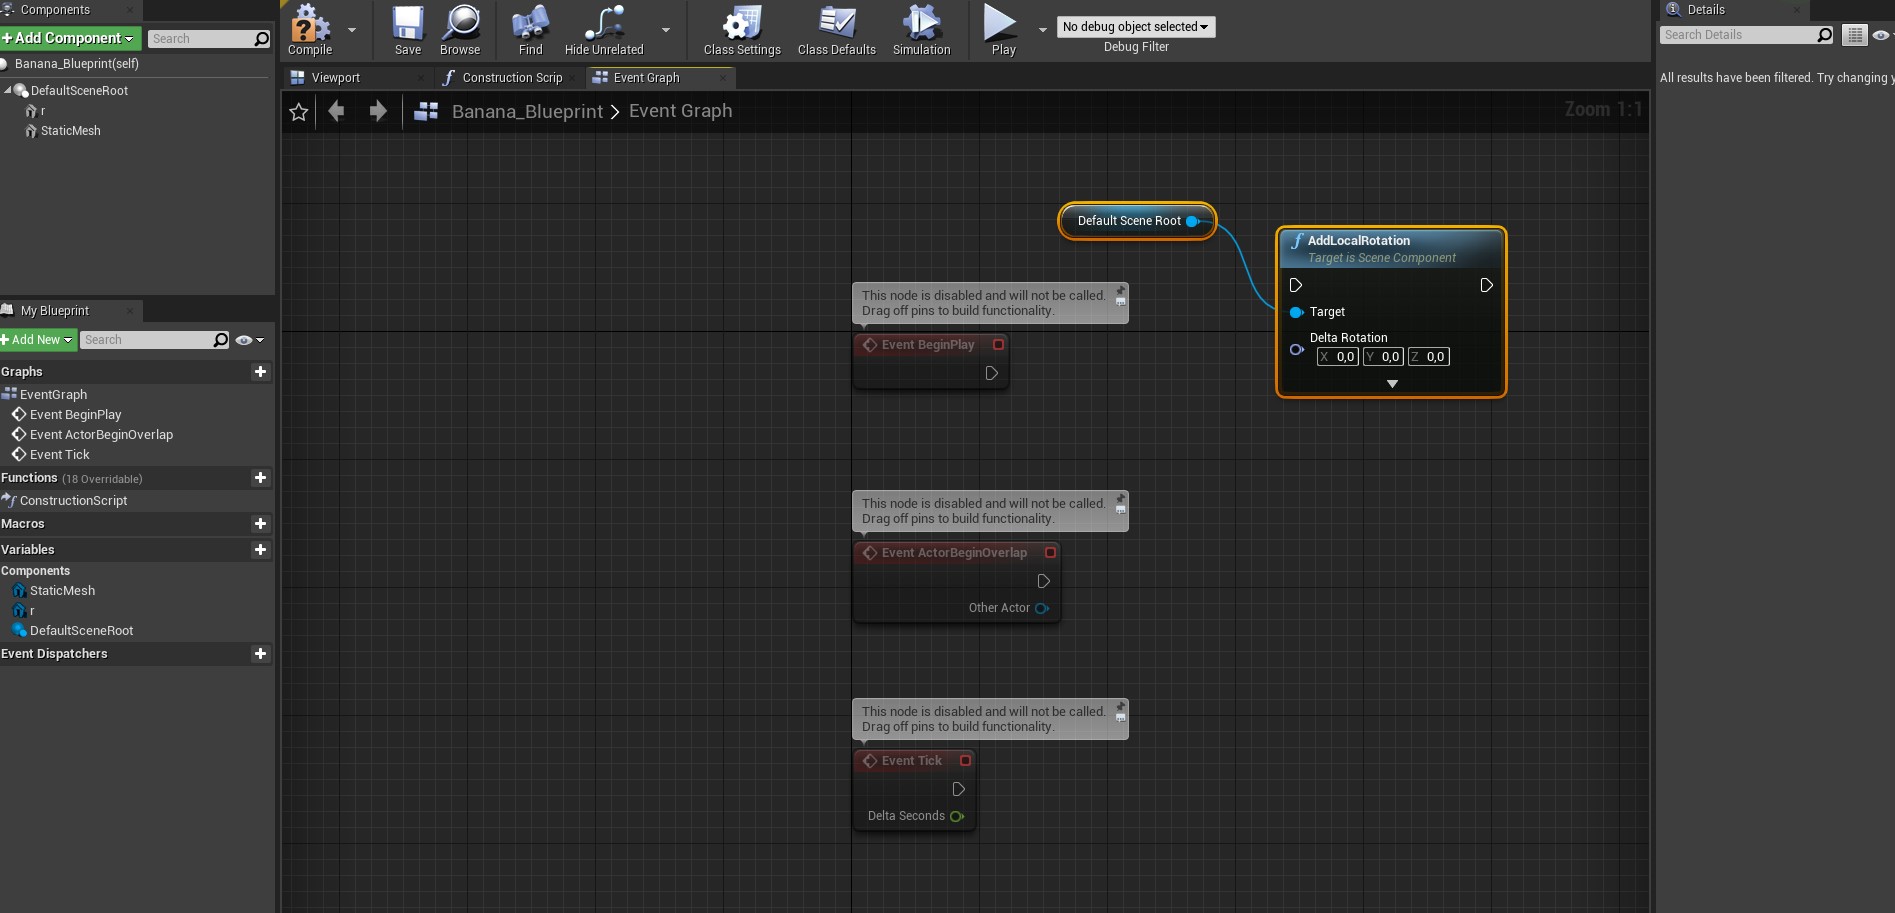 Components
+Add Component
Search
Banana_Blueprint(self)
DefaultSceneRoot
r
StaticMesh
My Blueprint
+Add New
Search
Graphs
EventGraph
Event BeginPlay
Event ActorBeginOverlap
Event Tick
Functions (18 Overridable)
ConstructionScript
Macros
Variables
Components
StaticMesh
r
DefaultSceneRoot
Event Dispatchers
Compile
Save
Browse
Find
Hide Unrelated
Class Settings
Class Defaults
Simulation
Play
No debug object selected
Debug Filter
Viewport
Construction Scrip
Event Graph
Banana_Blueprint > Event Graph
Zoom 1:1
Default Scene Root
AddLocalRotation
Target is Scene Component
Target
Delta Rotation
X 0,0 Y 0,0 Z 0,0
This node is disabled and will not be called.
Drag off pins to build functionality.
Event BeginPlay
This node is disabled and will not be called.
Drag off pins to build functionality.
Event ActorBeginOverlap
Other Actor
This node is disabled and will not be called.
Drag off pins to build functionality.
Event Tick
Delta Seconds
Details
Search Details
All results have been filtered. Try changing y